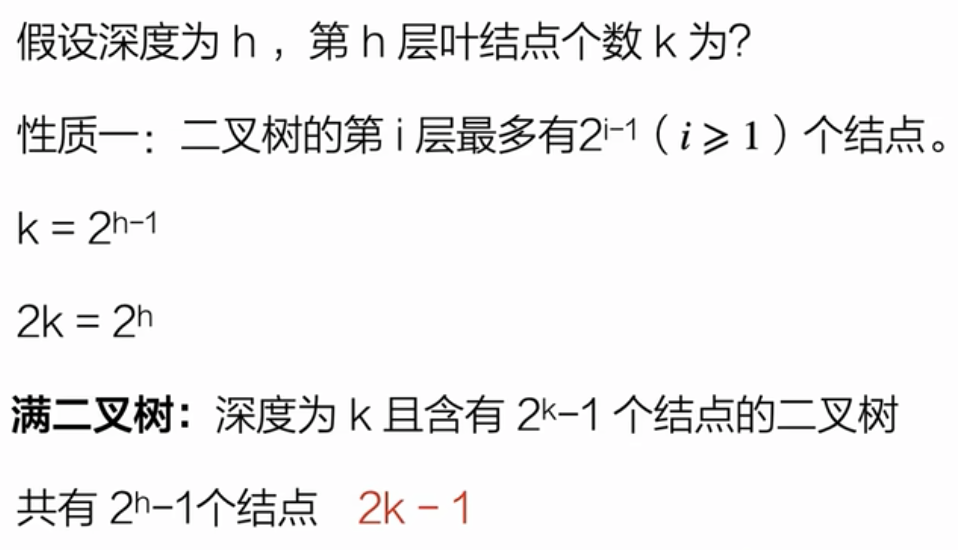 假设深度为 h ，第 h 层叶结点个数 k 为?
性质一：二叉树的第 i 层最多有2ⁱ⁻¹（i ⩾ 1）个结点。
k = 2ʰ⁻¹
2k = 2ʰ
满二叉树：深度为 k 且含有 2ᵏ-1 个结点的二叉树
共有 2ʰ-1个结点 2k - 1